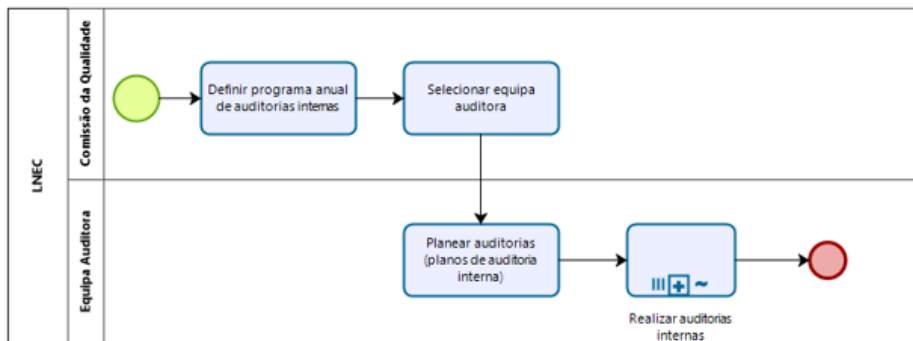 LNEC
Comissão da Qualidade
Definir programa anual
de auditorias internas
Selecionar equipa
auditora
Equipa Auditora
Planear auditorias
(planos de auditoria
interna)
Realizar auditorias
internas